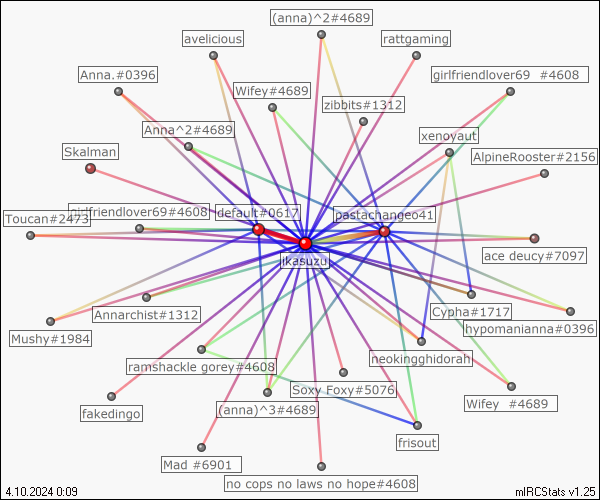 (anna)^2#4689
avelicious
rattgaming
Anna.#0396
girlfriendlover69 #4608
Wifey#4689
zibbits#1312
Anna^2#4689
xenoyaut
Skalman
AlpineRooster#2156
Toucan#2473
girlfriendlover69#4608
default#0617
pastachangeo41
ikasuzu
ace deucy#7097
Annarchist#1312
Cypha#1717
hypomanianna#0396
Mushy#1984
ramshackle gorey#4608
neokingghidorah
Soxy Foxy#5076
fakedingo
(anna)^3#4689
Wifey #4689
frisout
Mad #6901
no cops no laws no hope#4608
4.10.2024 0:09
mIRCStats v1.25